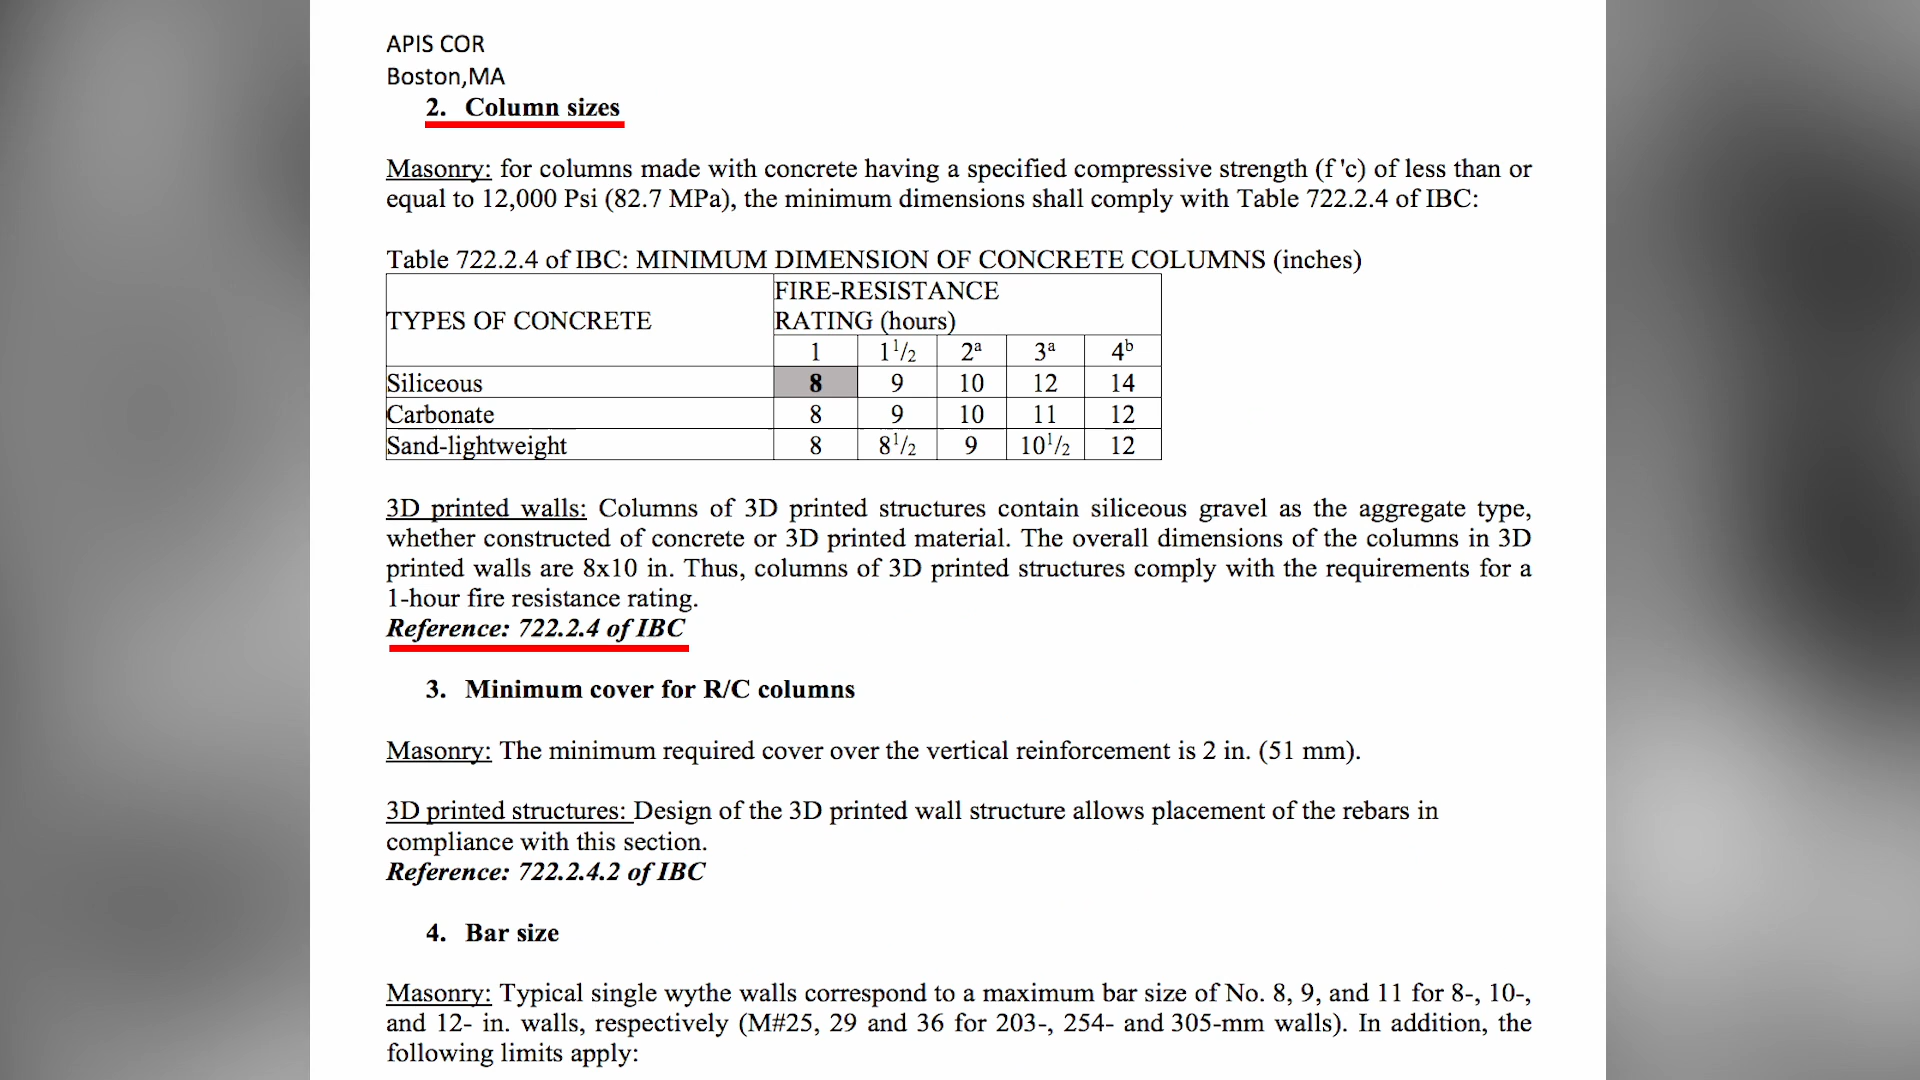 APIS COR
Boston,MA
2. Column sizes
Masonry: for columns made with concrete having a specified compressive strength (f 'c) of less than or
equal to 12,000 Psi (82.7 MPa), the minimum dimensions shall comply with Table 722.2.4 of IBC:
Table 722.2.4 of IBC: MINIMUM DIMENSION OF CONCRETE COLUMNS (inches)
TYPES OF CONCRETE
FIRE-RESISTANCE
RATING (hours)
1 1 1/2 2a 3a 4b
Siliceous 8 9 10 12 14
Carbonate 8 9 10 11 12
Sand-lightweight 8 8 1/2 9 10 1/2 12
3D printed walls: Columns of 3D printed structures contain siliceous gravel as the aggregate type,
whether constructed of concrete or 3D printed material. The overall dimensions of the columns in 3D
printed walls are 8x10 in. Thus, columns of 3D printed structures comply with the requirements for a
1-hour fire resistance rating.
Reference: 722.2.4 of IBC
3. Minimum cover for R/C columns
Masonry: The minimum required cover over the vertical reinforcement is 2 in. (51 mm).
3D printed structures: Design of the 3D printed wall structure allows placement of the rebars in
compliance with this section.
Reference: 722.2.4.2 of IBC
4. Bar size
Masonry: Typical single wythe walls correspond to a maximum bar size of No. 8, 9, and 11 for 8-, 10-,
and 12- in. walls, respectively (M#25, 29 and 36 for 203-, 254- and 305-mm walls). In addition, the
following limits apply: